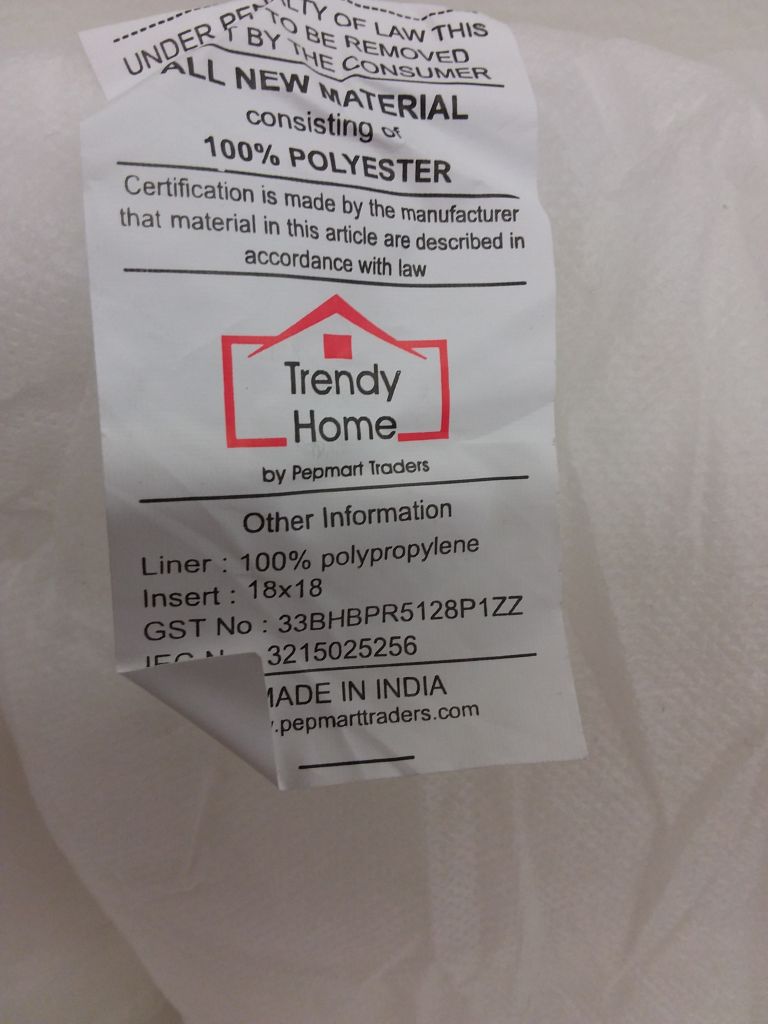 UNDER PENALTY OF LAW THIS
TO BE REMOVED
T BY THE CONSUMER
ALL NEW MATERIAL
consisting of
100% POLYESTER
Certification is made by the manufacturer
that material in this article are described in
accordance with law
Trendy
Home
by Pepmart Traders
Other Information
Liner : 100% polypropylene
Insert : 18x18
GST No : 33BHBPR5128P1ZZ
3215025256
MADE IN INDIA
.pepmarttraders.com